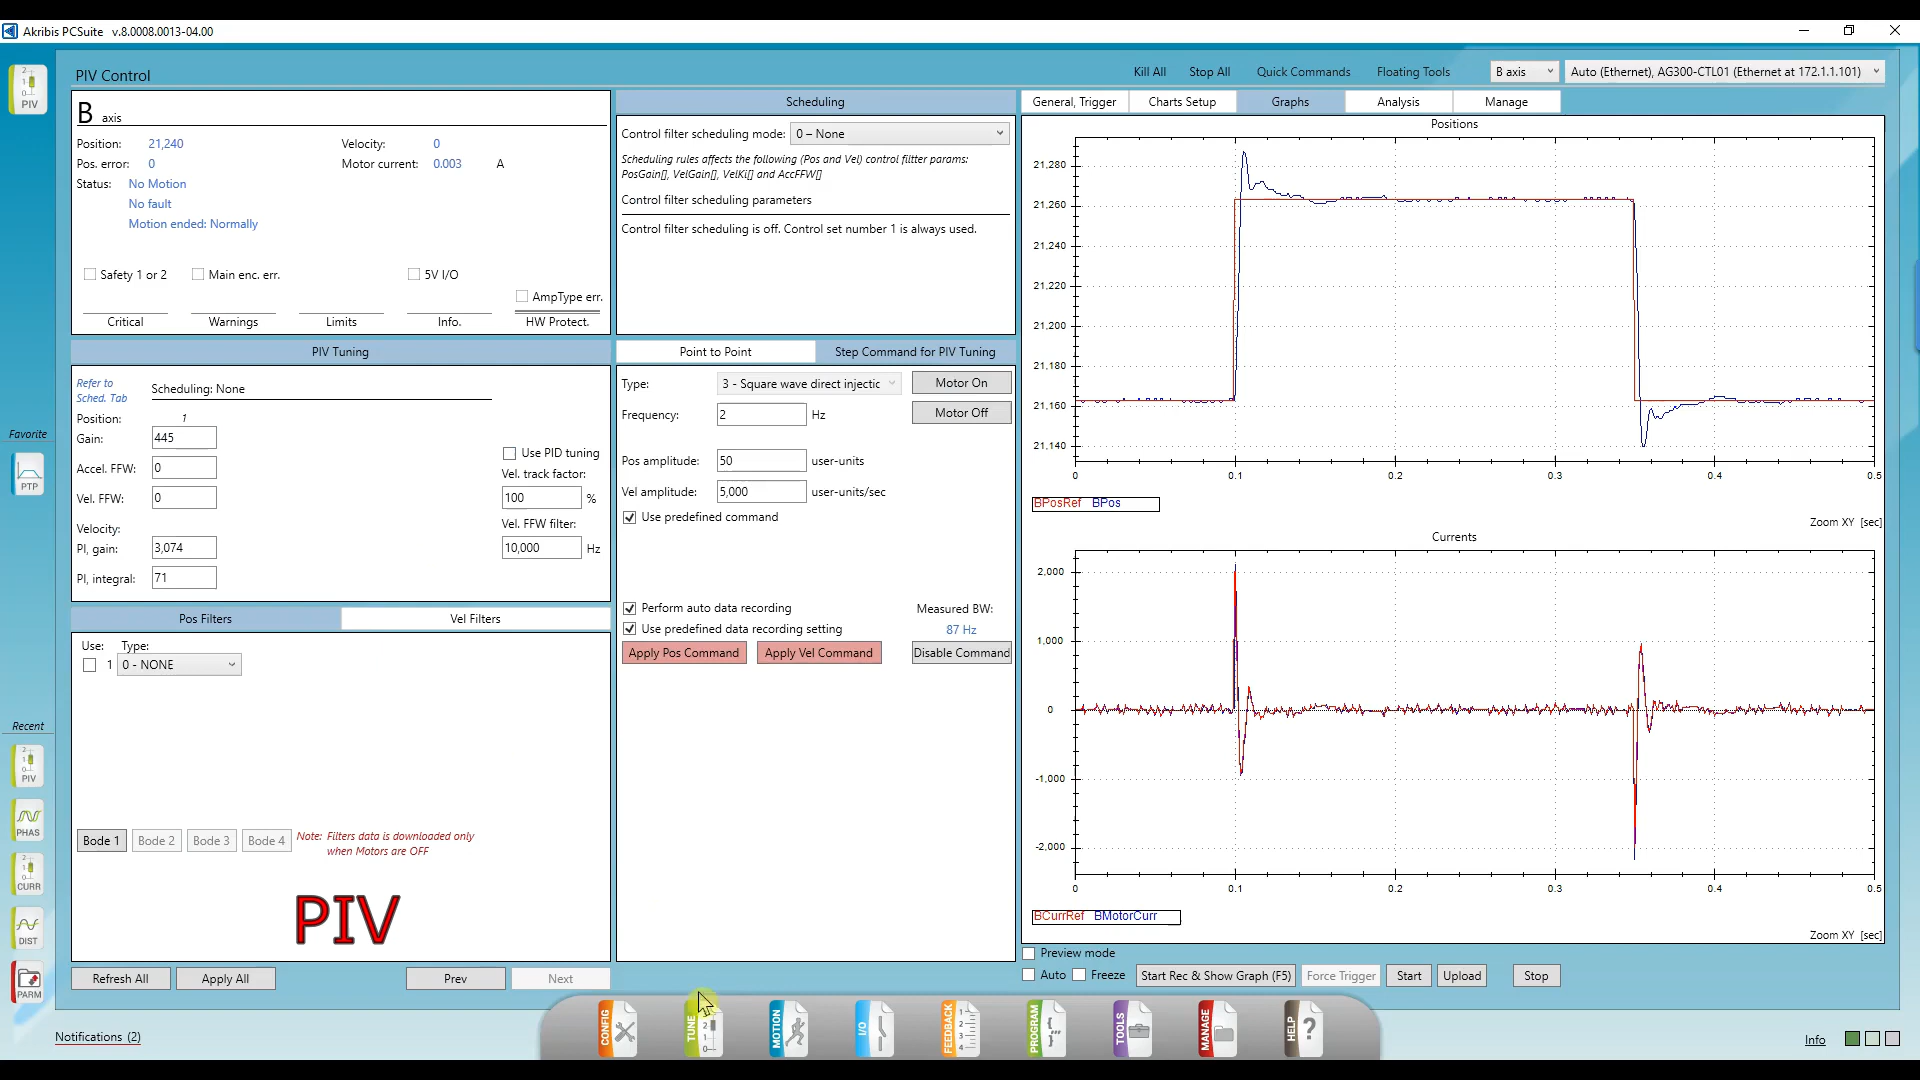 Akribis PCSuite v.8.0008.0013-04.00
PIV Control
Kill All Stop All Quick Commands Floating Tools B axis Auto (Ethernet), AG300-CTL01 (Ethernet at 172.1.1.101)
PIV
B axis
Position: 21,240 Velocity: 0
Pos. error: 0 Motor current: 0.003 A
Status: No Motion
No fault
Motion ended: Normally
Safety 1 or 2 Main enc. err. 5V I/O
AmpType err.
Critical Warnings Limits Info. HW Protect.
Scheduling
Control filter scheduling mode: 0 – None
Scheduling rules affects the following (Pos and Vel) control filtter params:
PosGain[], VelGain[], VelKi[] and AccFFW[]
Control filter scheduling parameters
Control filter scheduling is off. Control set number 1 is always used.
PIV Tuning
Refer to
Sched. Tab
Scheduling: None
Position: 1
Gain: 445
Accel. FFW: 0
Vel. FFW: 0
Velocity:
PI, gain: 3,074
PI, integral: 71
Use PID tuning
Vel. track factor:
100 %
Vel. FFW filter:
10,000 Hz
Pos Filters Vel Filters
Use: Type:
1 0 - NONE
Bode 1 Bode 2 Bode 3 Bode 4
Note: Filters data is downloaded only
when Motors are OFF
PIV
Refresh All Apply All Prev Next
Point to Point Step Command for PIV Tuning
Type: 3 - Square wave direct injectic Motor On
Frequency: 2 Hz Motor Off
Pos amplitude: 50 user-units
Vel amplitude: 5,000 user-units/sec
Use predefined command
Perform auto data recording Measured BW:
Use predefined data recording setting 87 Hz
Apply Pos Command Apply Vel Command Disable Command
General, Trigger Charts Setup Graphs Analysis Manage
Positions
21,280
21,260
21,240
21,220
21,200
21,180
21,160
21,140
0 0.1 0.2 0.3 0.4 0.5
BPosRef BPos
Zoom XY [sec]
Currents
2,000
1,000
0
-1,000
-2,000
0 0.1 0.2 0.3 0.4 0.5
BCurrRef BMotorCurr
Zoom XY [sec]
Preview mode
Auto Freeze Start Rec & Show Graph (F5) Force Trigger Start Upload Stop
Favorite
PTP
Recent
PIV
PHAS
CURR
DIST
PARM
Notifications (2)
CONFIG TUNE MOTION I/O FEEDBACK PROGRAM TOOLS MANAGE HELP
Info